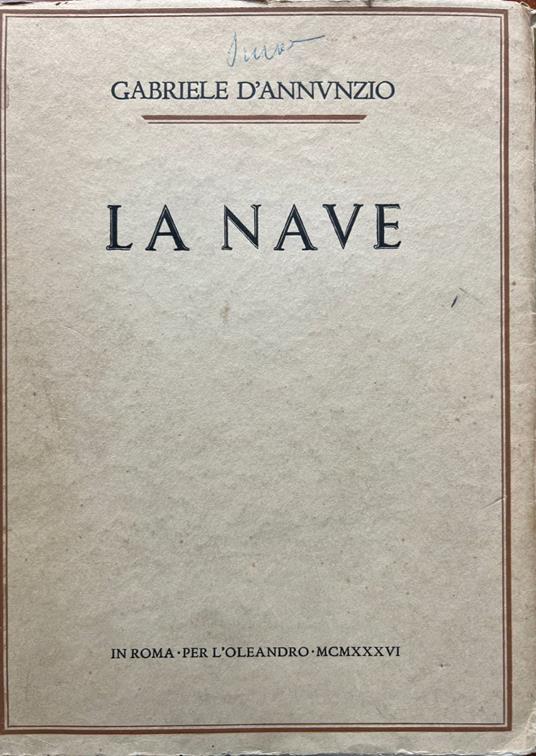 GABRIELE D'ANNVNZIO
LA NAVE
IN ROMA · PER L'OLEANDRO · MCMXXXVI